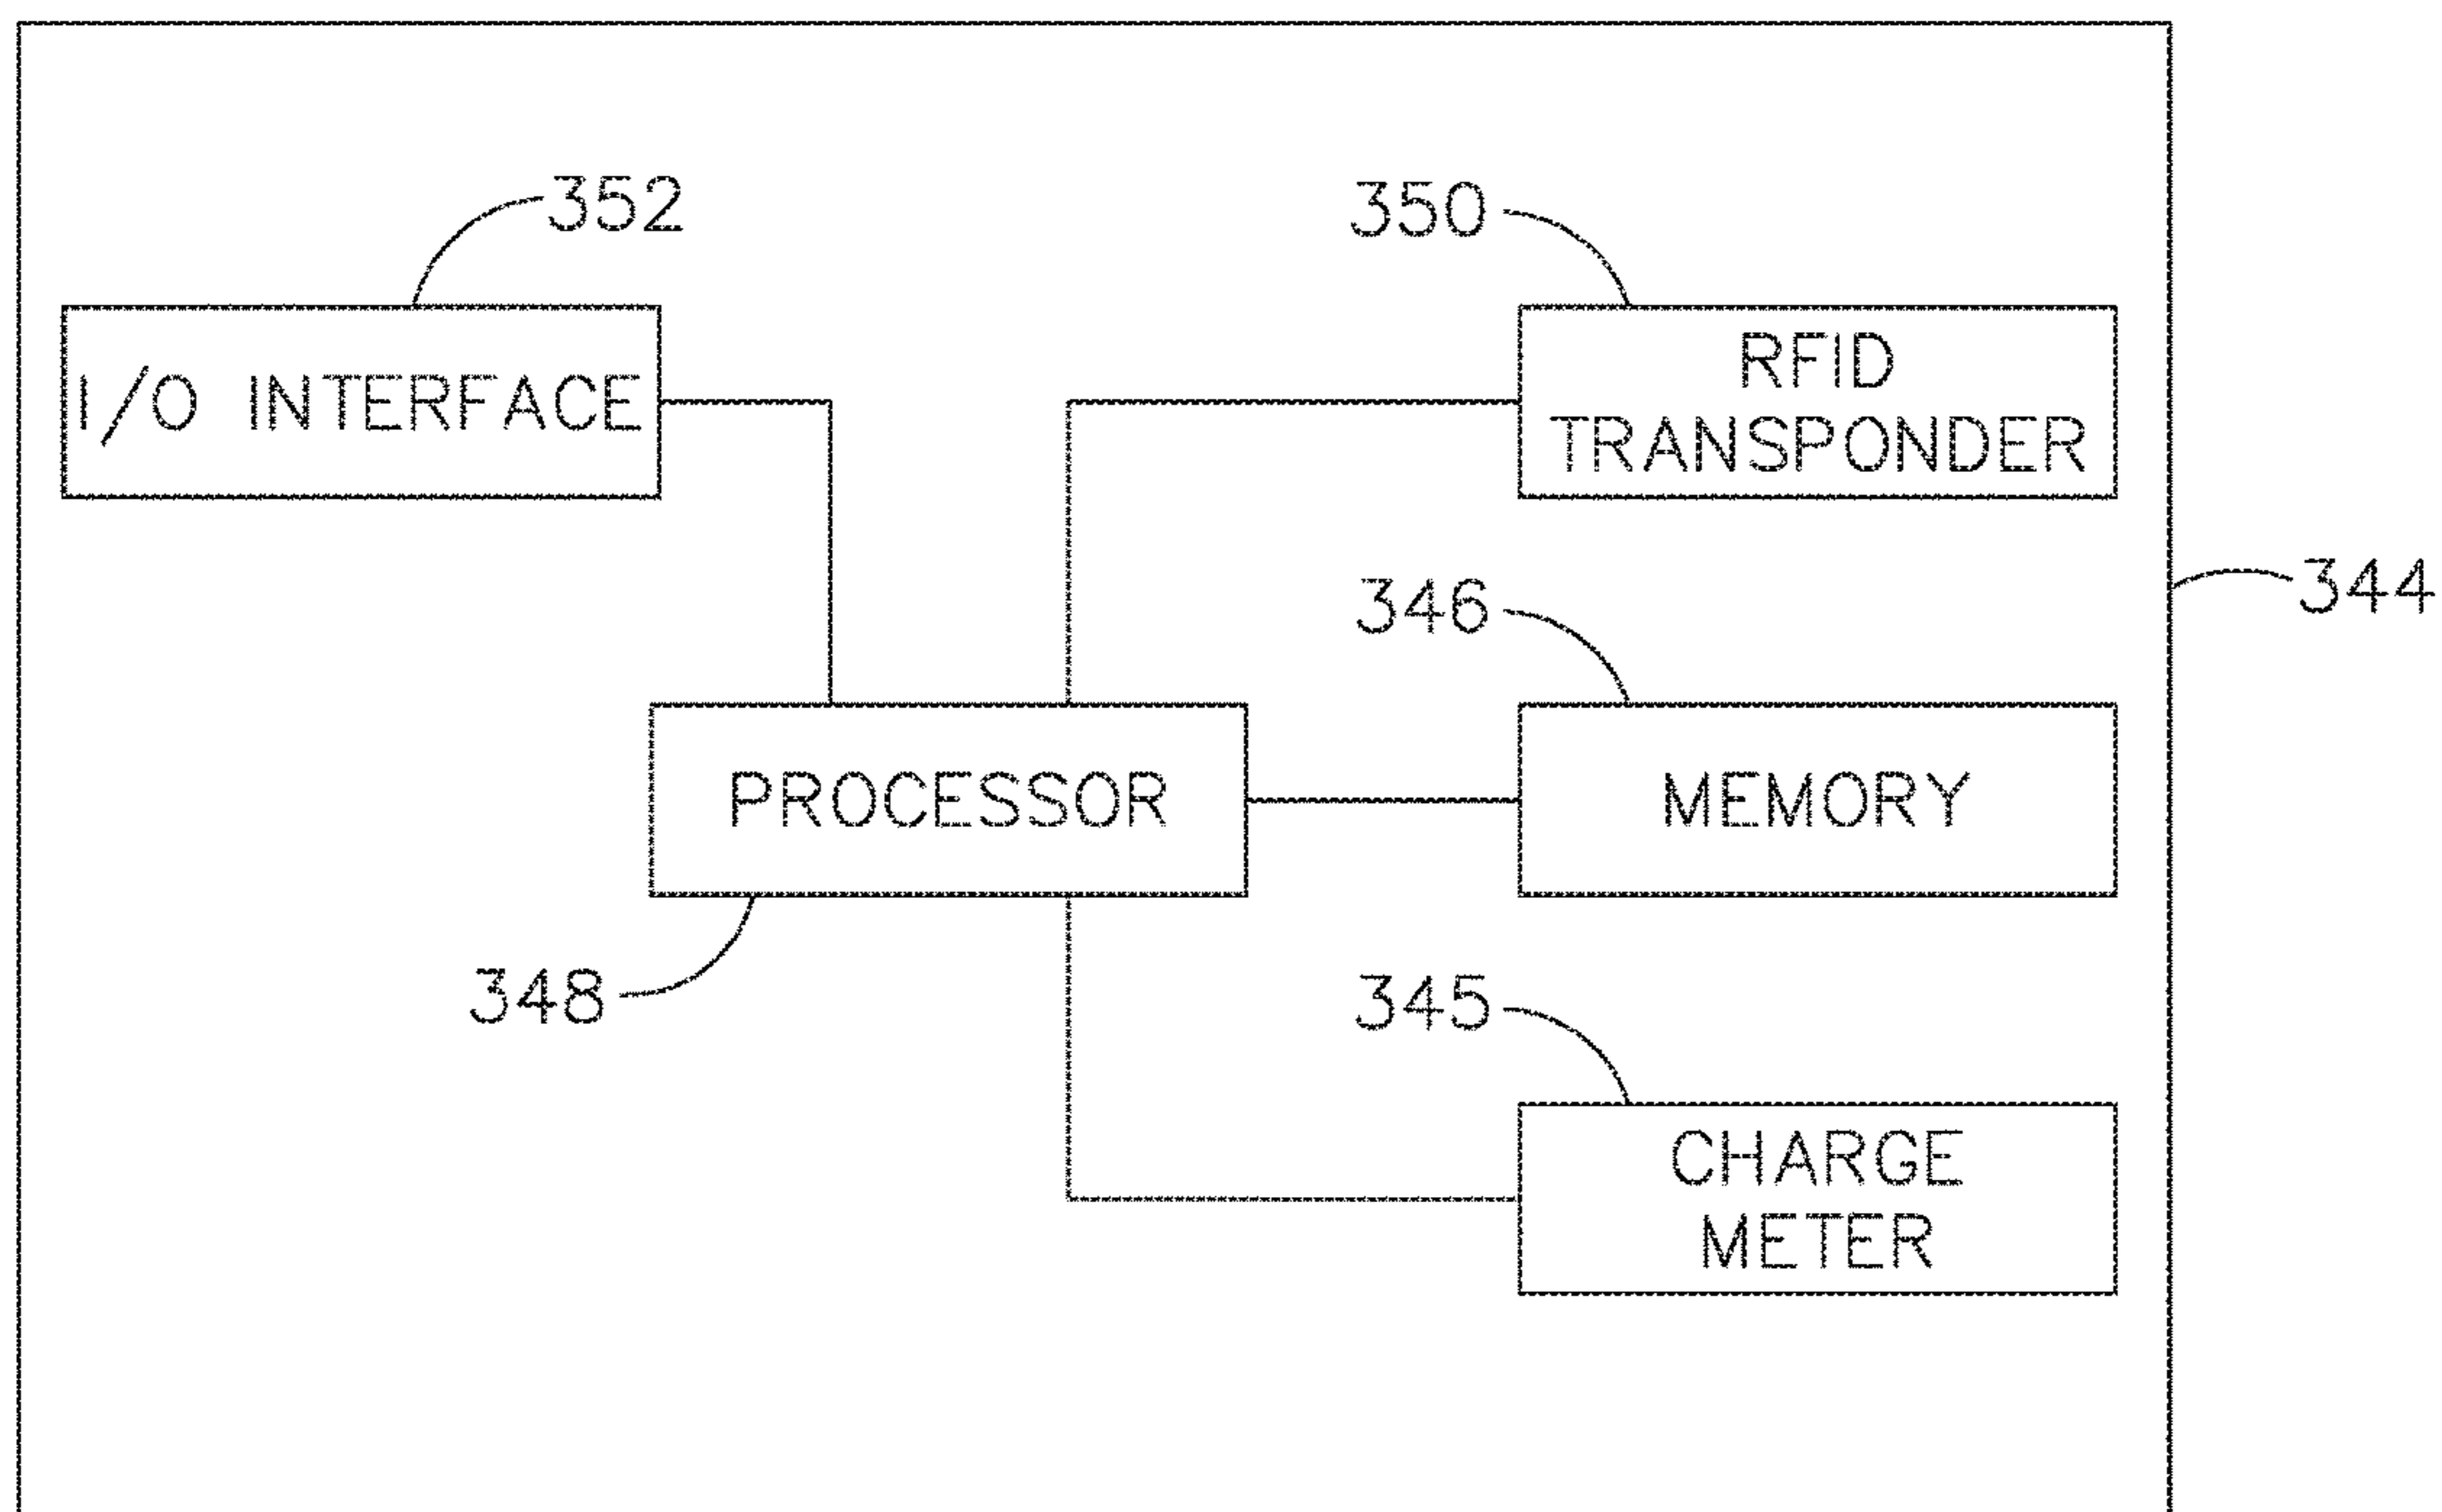 352
350
I/O INTERFACE
RFID
TRANSPONDER
344
346
PROCESSOR
MEMORY
348
345
CHARGE
METER